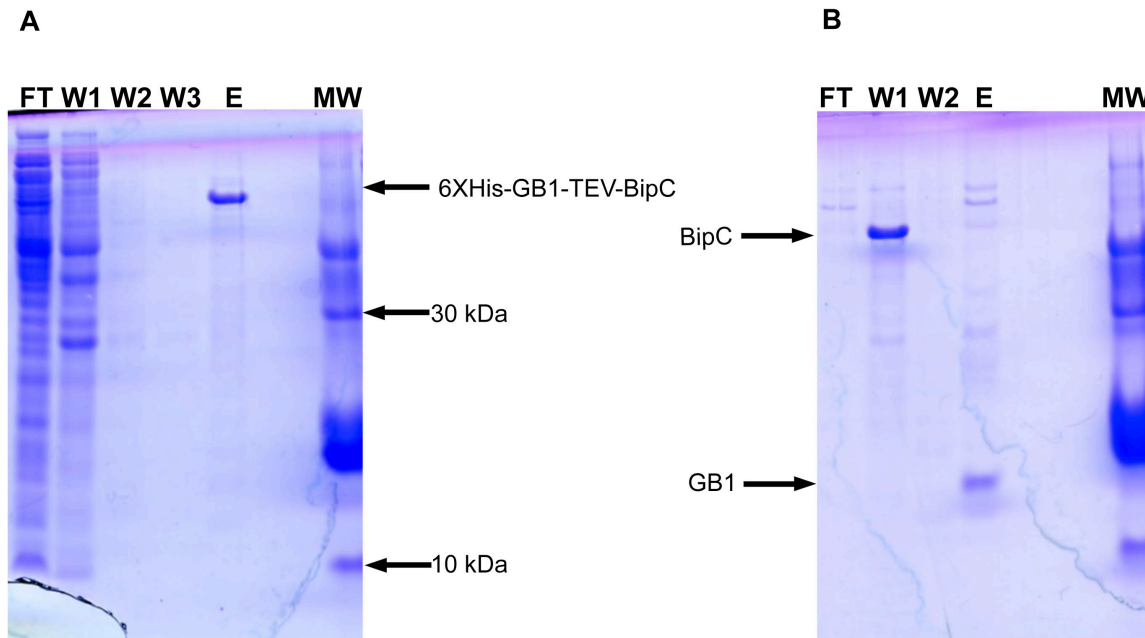 A
B
FT W1 W2 W3 E MW
FT W1 W2 E MW
6XHis-GB1-TEV-BipC
BipC
30 kDa
GB1
10 kDa